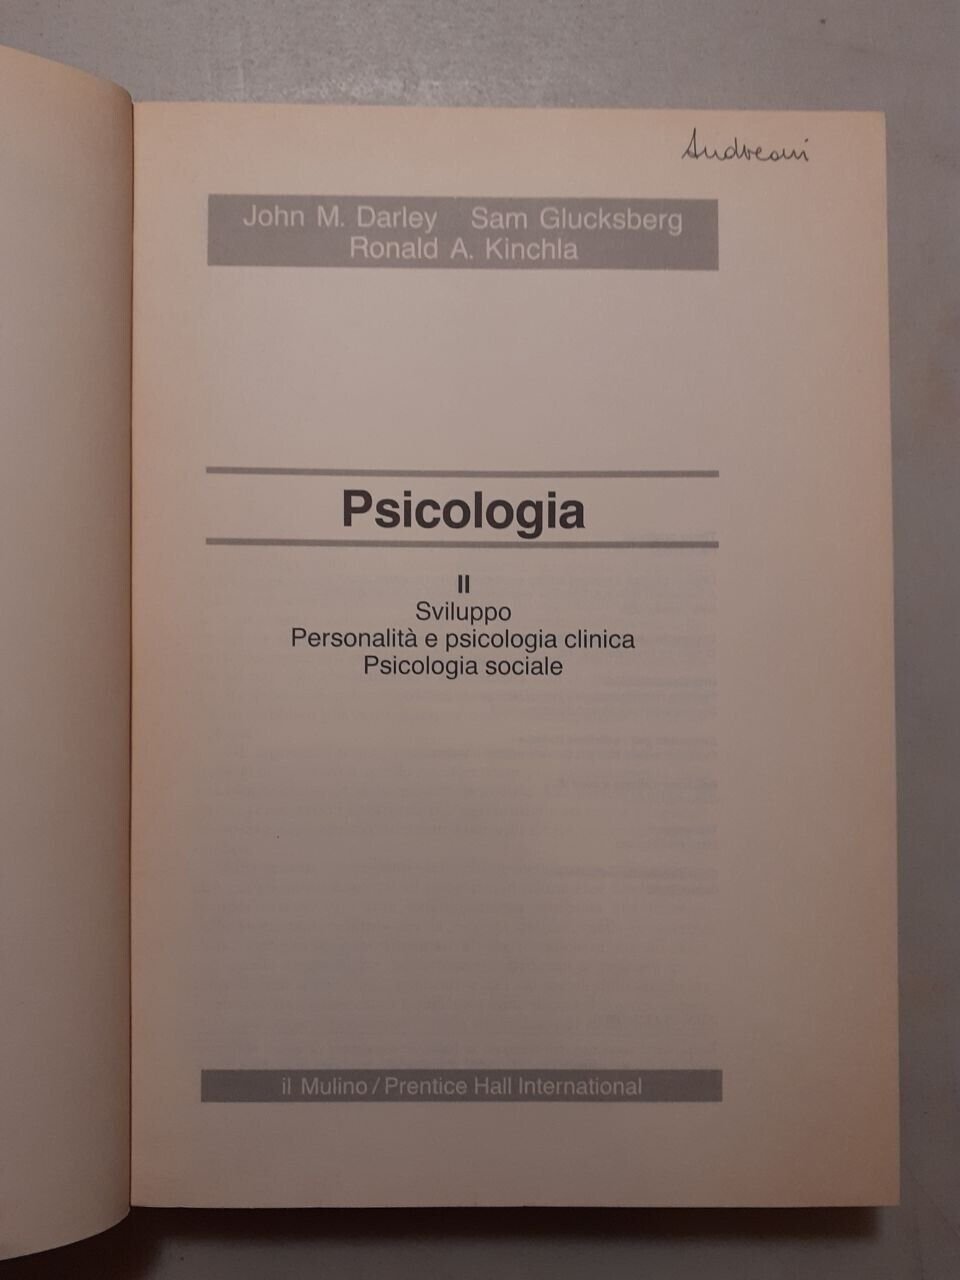 Andreani
John M. Darley Sam Glucksberg
Ronald A. Kinchla
Psicologia
II
Sviluppo
Personalità e psicologia clinica
Psicologia sociale
il Mulino / Prentice Hall International